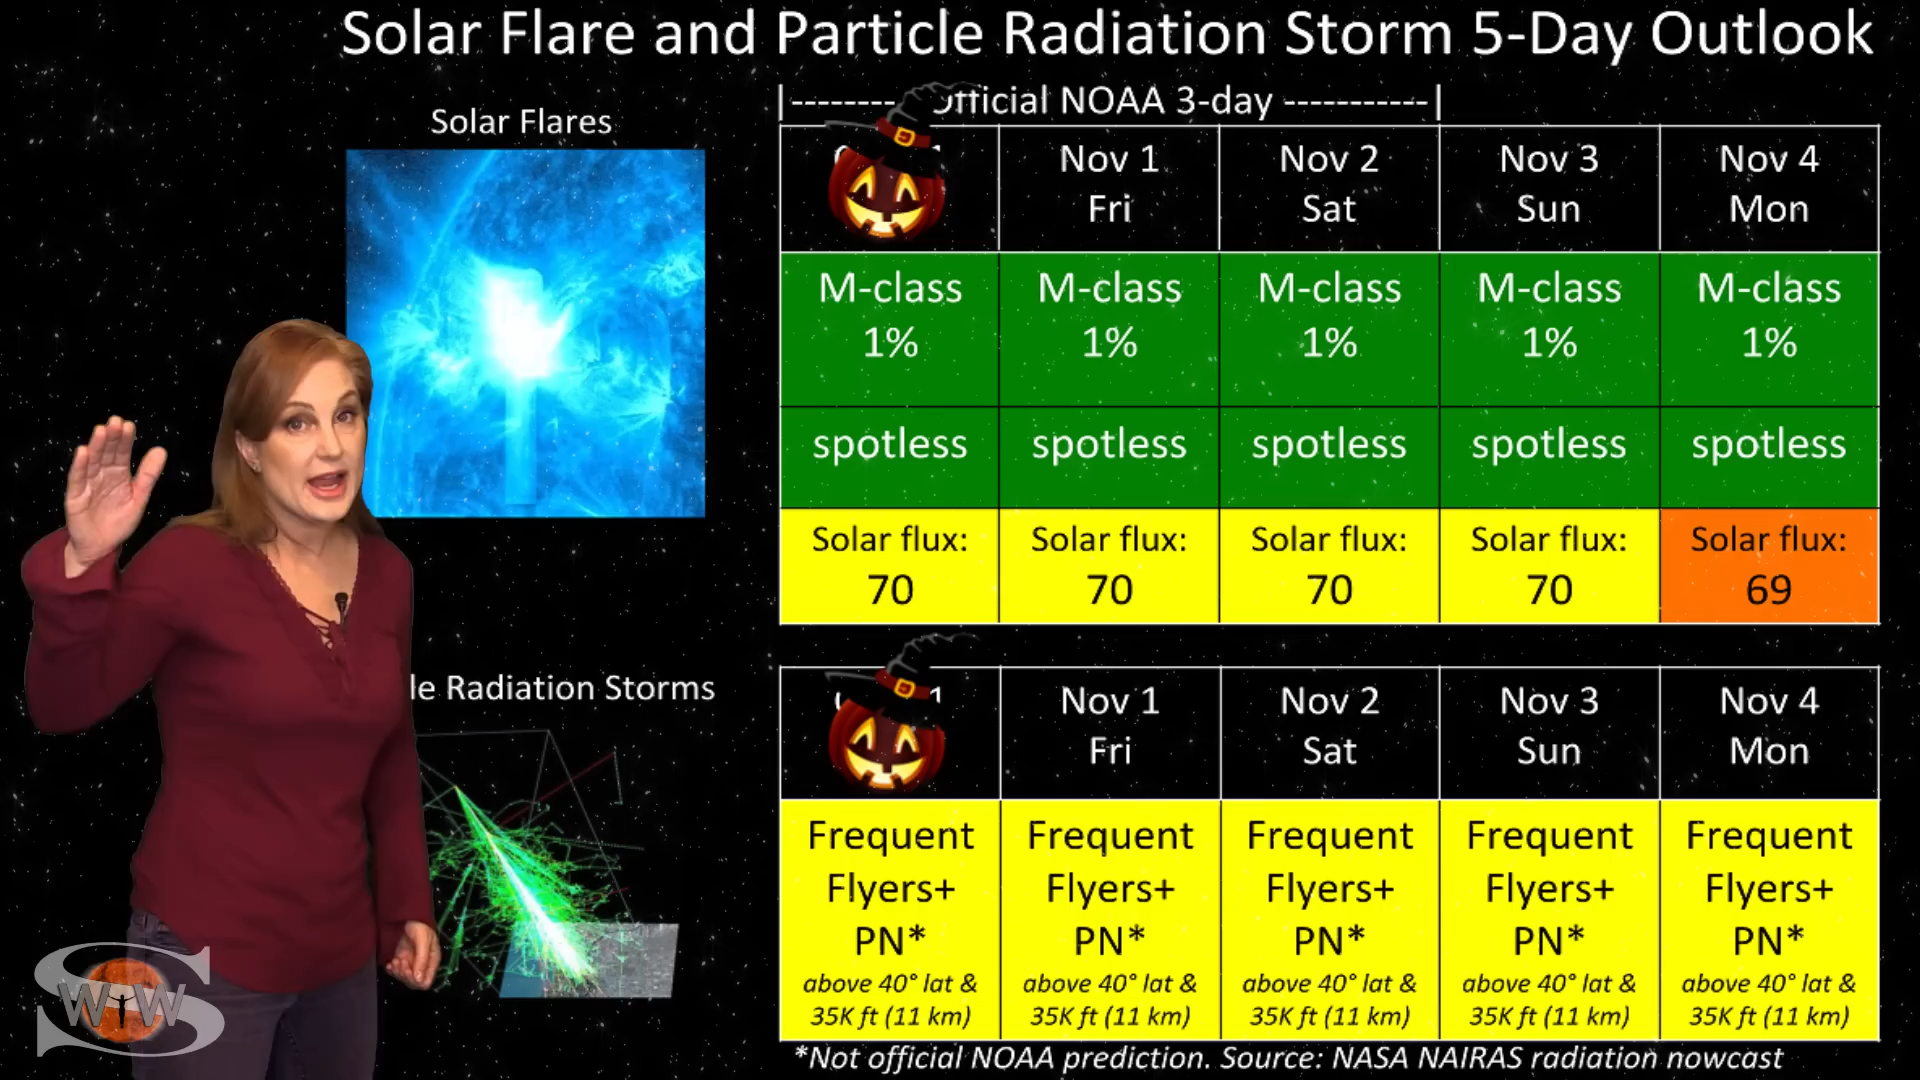 Solar Flare and Particle Radiation Storm 5-Day Outlook
|-------- Official NOAA 3-day -----------|
Solar Flares
Nov 1 Nov 2 Nov 3 Nov 4
Fri Sat Sun Mon
M-class M-class M-class M-class M-class
1% 1% 1% 1% 1%
spotless spotless spotless spotless spotless
Solar flux: Solar flux: Solar flux: Solar flux: Solar flux:
70 70 70 70 69
le Radiation Storms
Nov 1 Nov 2 Nov 3 Nov 4
Fri Sat Sun Mon
Frequent Frequent Frequent Frequent Frequent
Flyers+ Flyers+ Flyers+ Flyers+ Flyers+
PN* PN* PN* PN* PN*
above 40° lat & above 40° lat & above 40° lat & above 40° lat & above 40° lat &
35K ft (11 km) 35K ft (11 km) 35K ft (11 km) 35K ft (11 km) 35K ft (11 km)
*Not official NOAA prediction. Source: NASA NAIRAS radiation nowcast